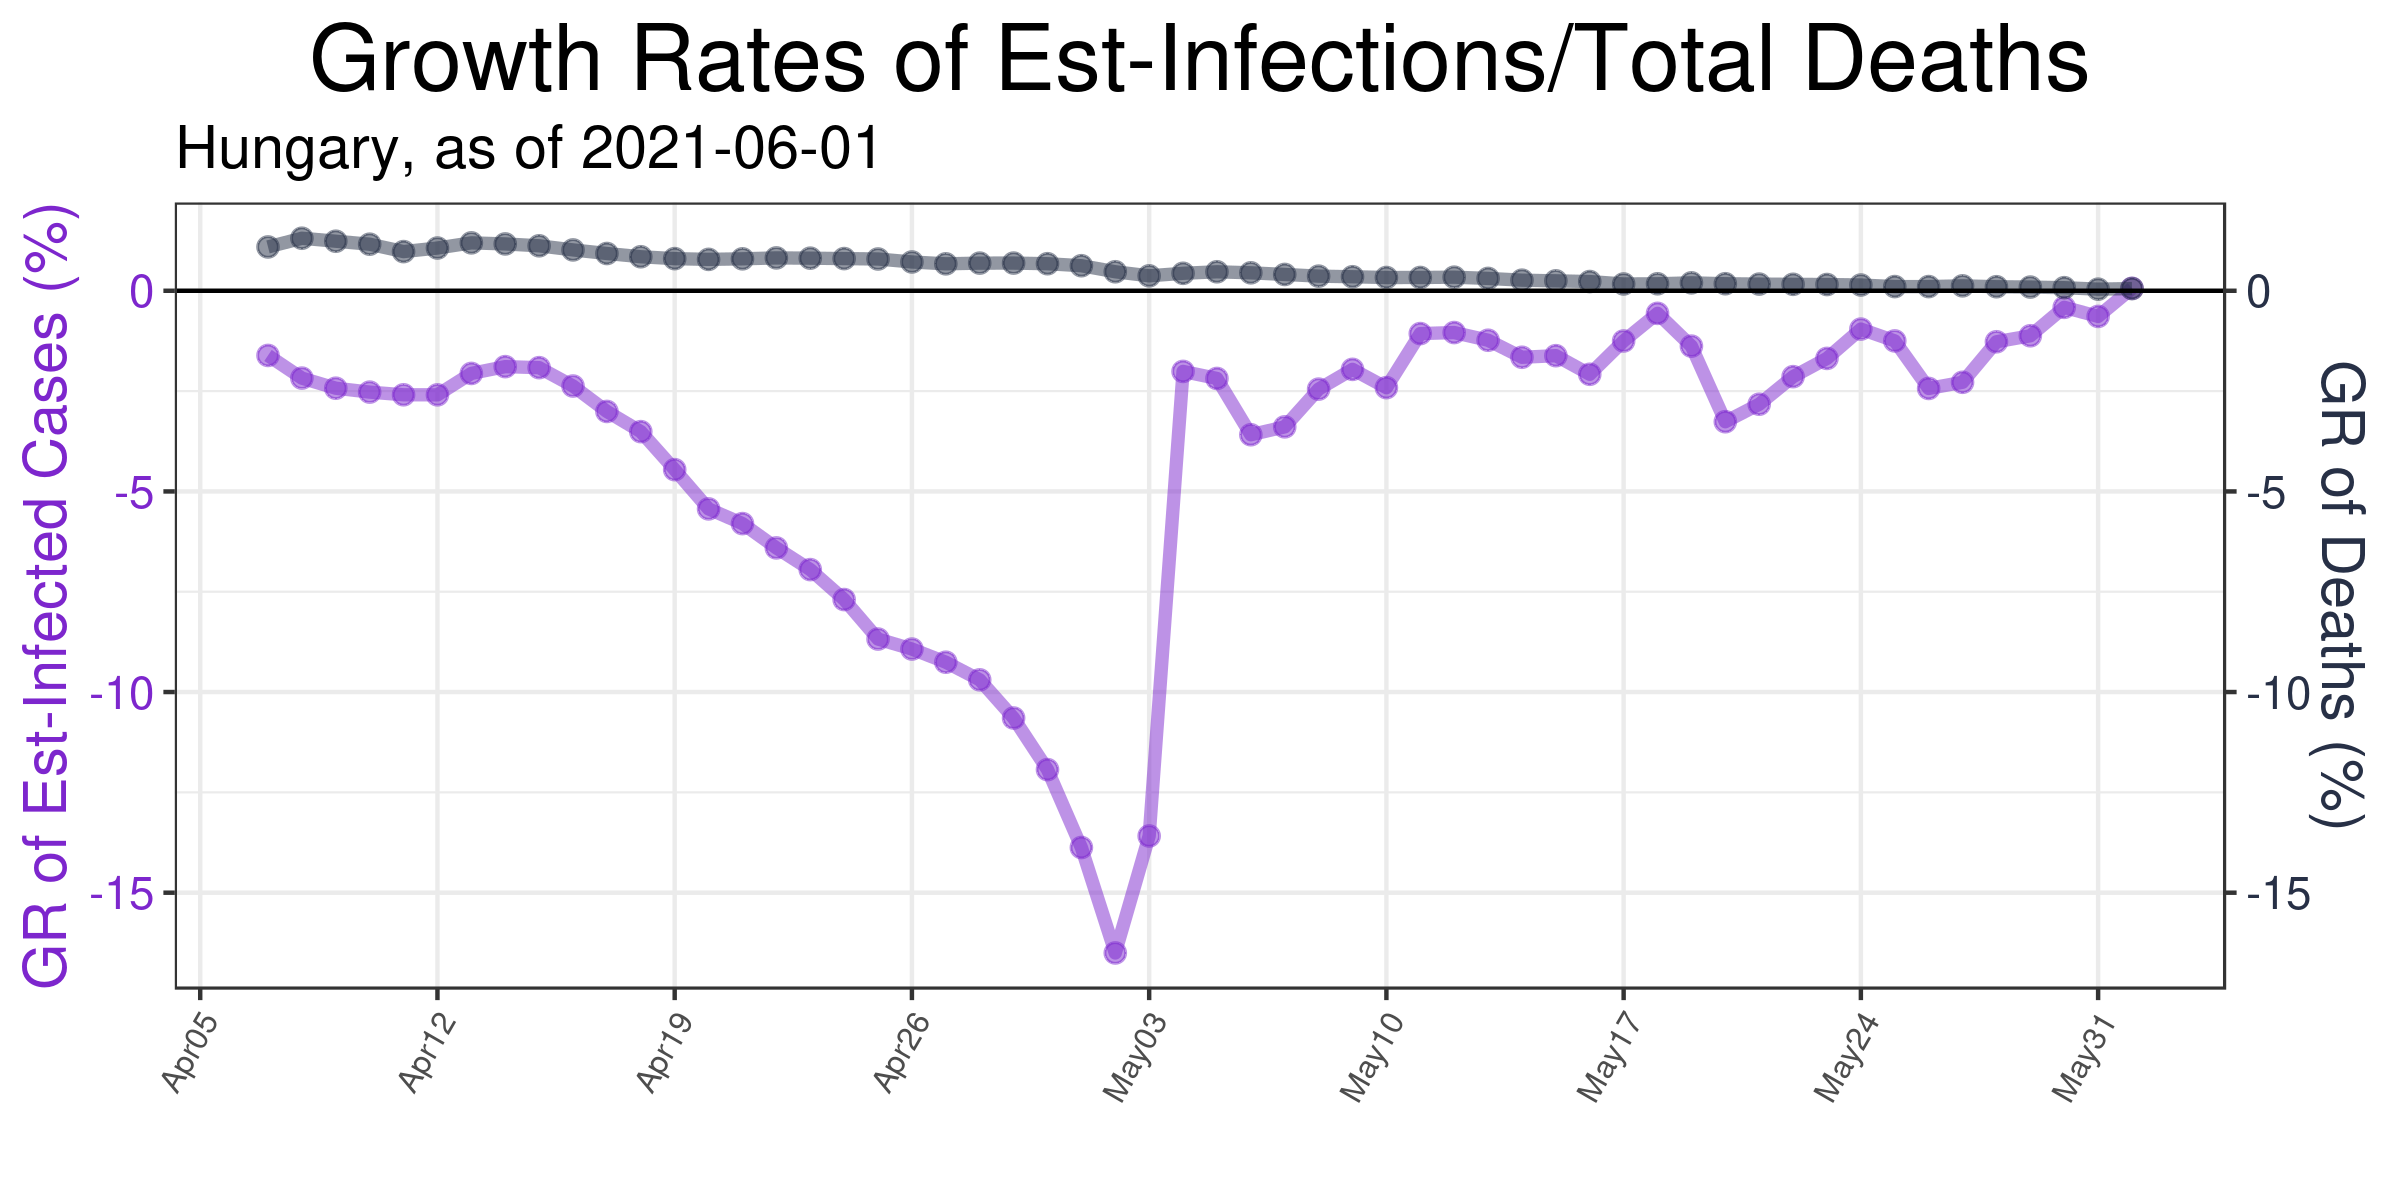 Growth Rates of Est-Infections/Total Deaths
Hungary, as of 2021-06-01
GR of Est-Infected Cases (%)
0
-5
-10
-15
0
-5
-10
-15
GR of Deaths (%)
Apr05
Apr12
Apr19
Apr26
May03
May10
May17
May24
May31